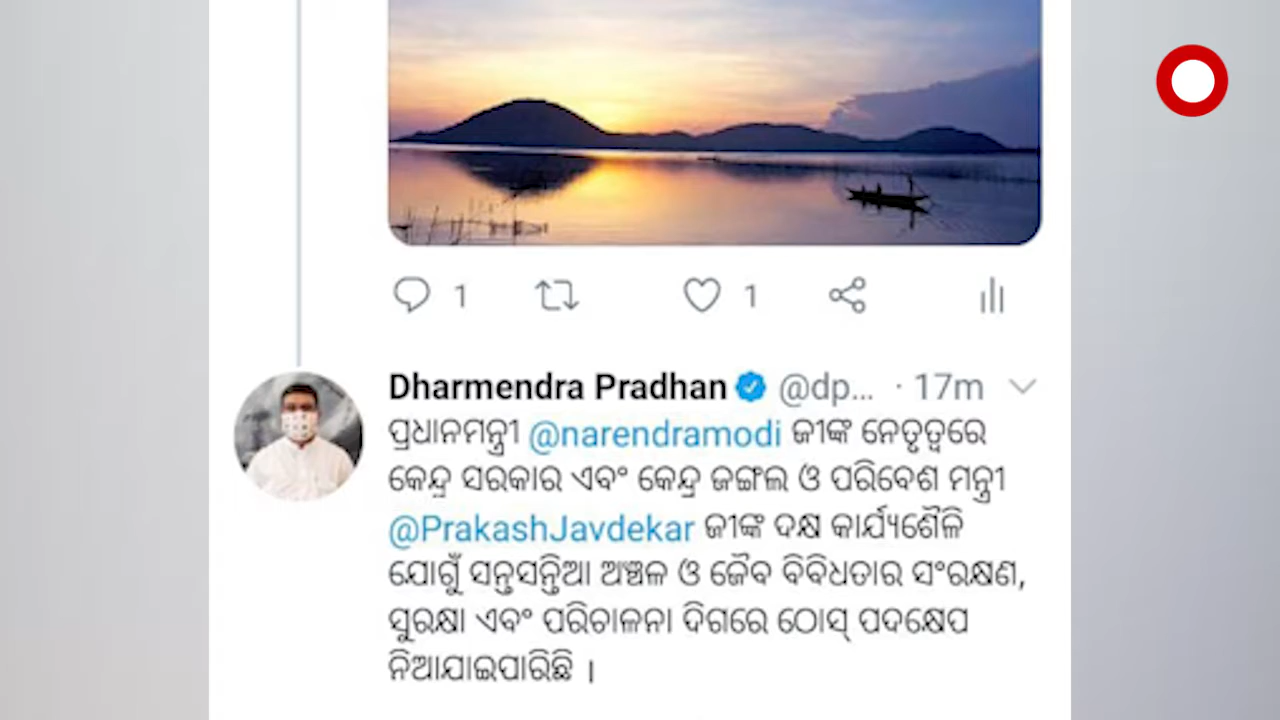 1 1
Dharmendra Pradhan @dp... · 17m
ପ୍ରଧାନମନ୍ତ୍ରୀ @narendramodi ଜୀଙ୍କ ନେତୃତ୍ୱରେ
କେନ୍ଦ୍ର ସରକାର ଏବଂ କେନ୍ଦ୍ର ଜଙ୍ଗଲ ଓ ପରିବେଶ ମନ୍ତ୍ରୀ
@PrakashJavdekar ଜୀଙ୍କ ଦକ୍ଷ କାର୍ଯ୍ୟଶୈଳି
ଯୋଗୁଁ ସନ୍ତସନ୍ତିଆ ଅଞ୍ଚଳ ଓ ଜୈବ ବିବିଧତାର ସଂରକ୍ଷଣ,
ସୁରକ୍ଷା ଏବଂ ପରିଚାଳନା ଦିଗରେ ଠୋସ୍ ପଦକ୍ଷେପ
ନିଆଯାଇପାରିଛି ।